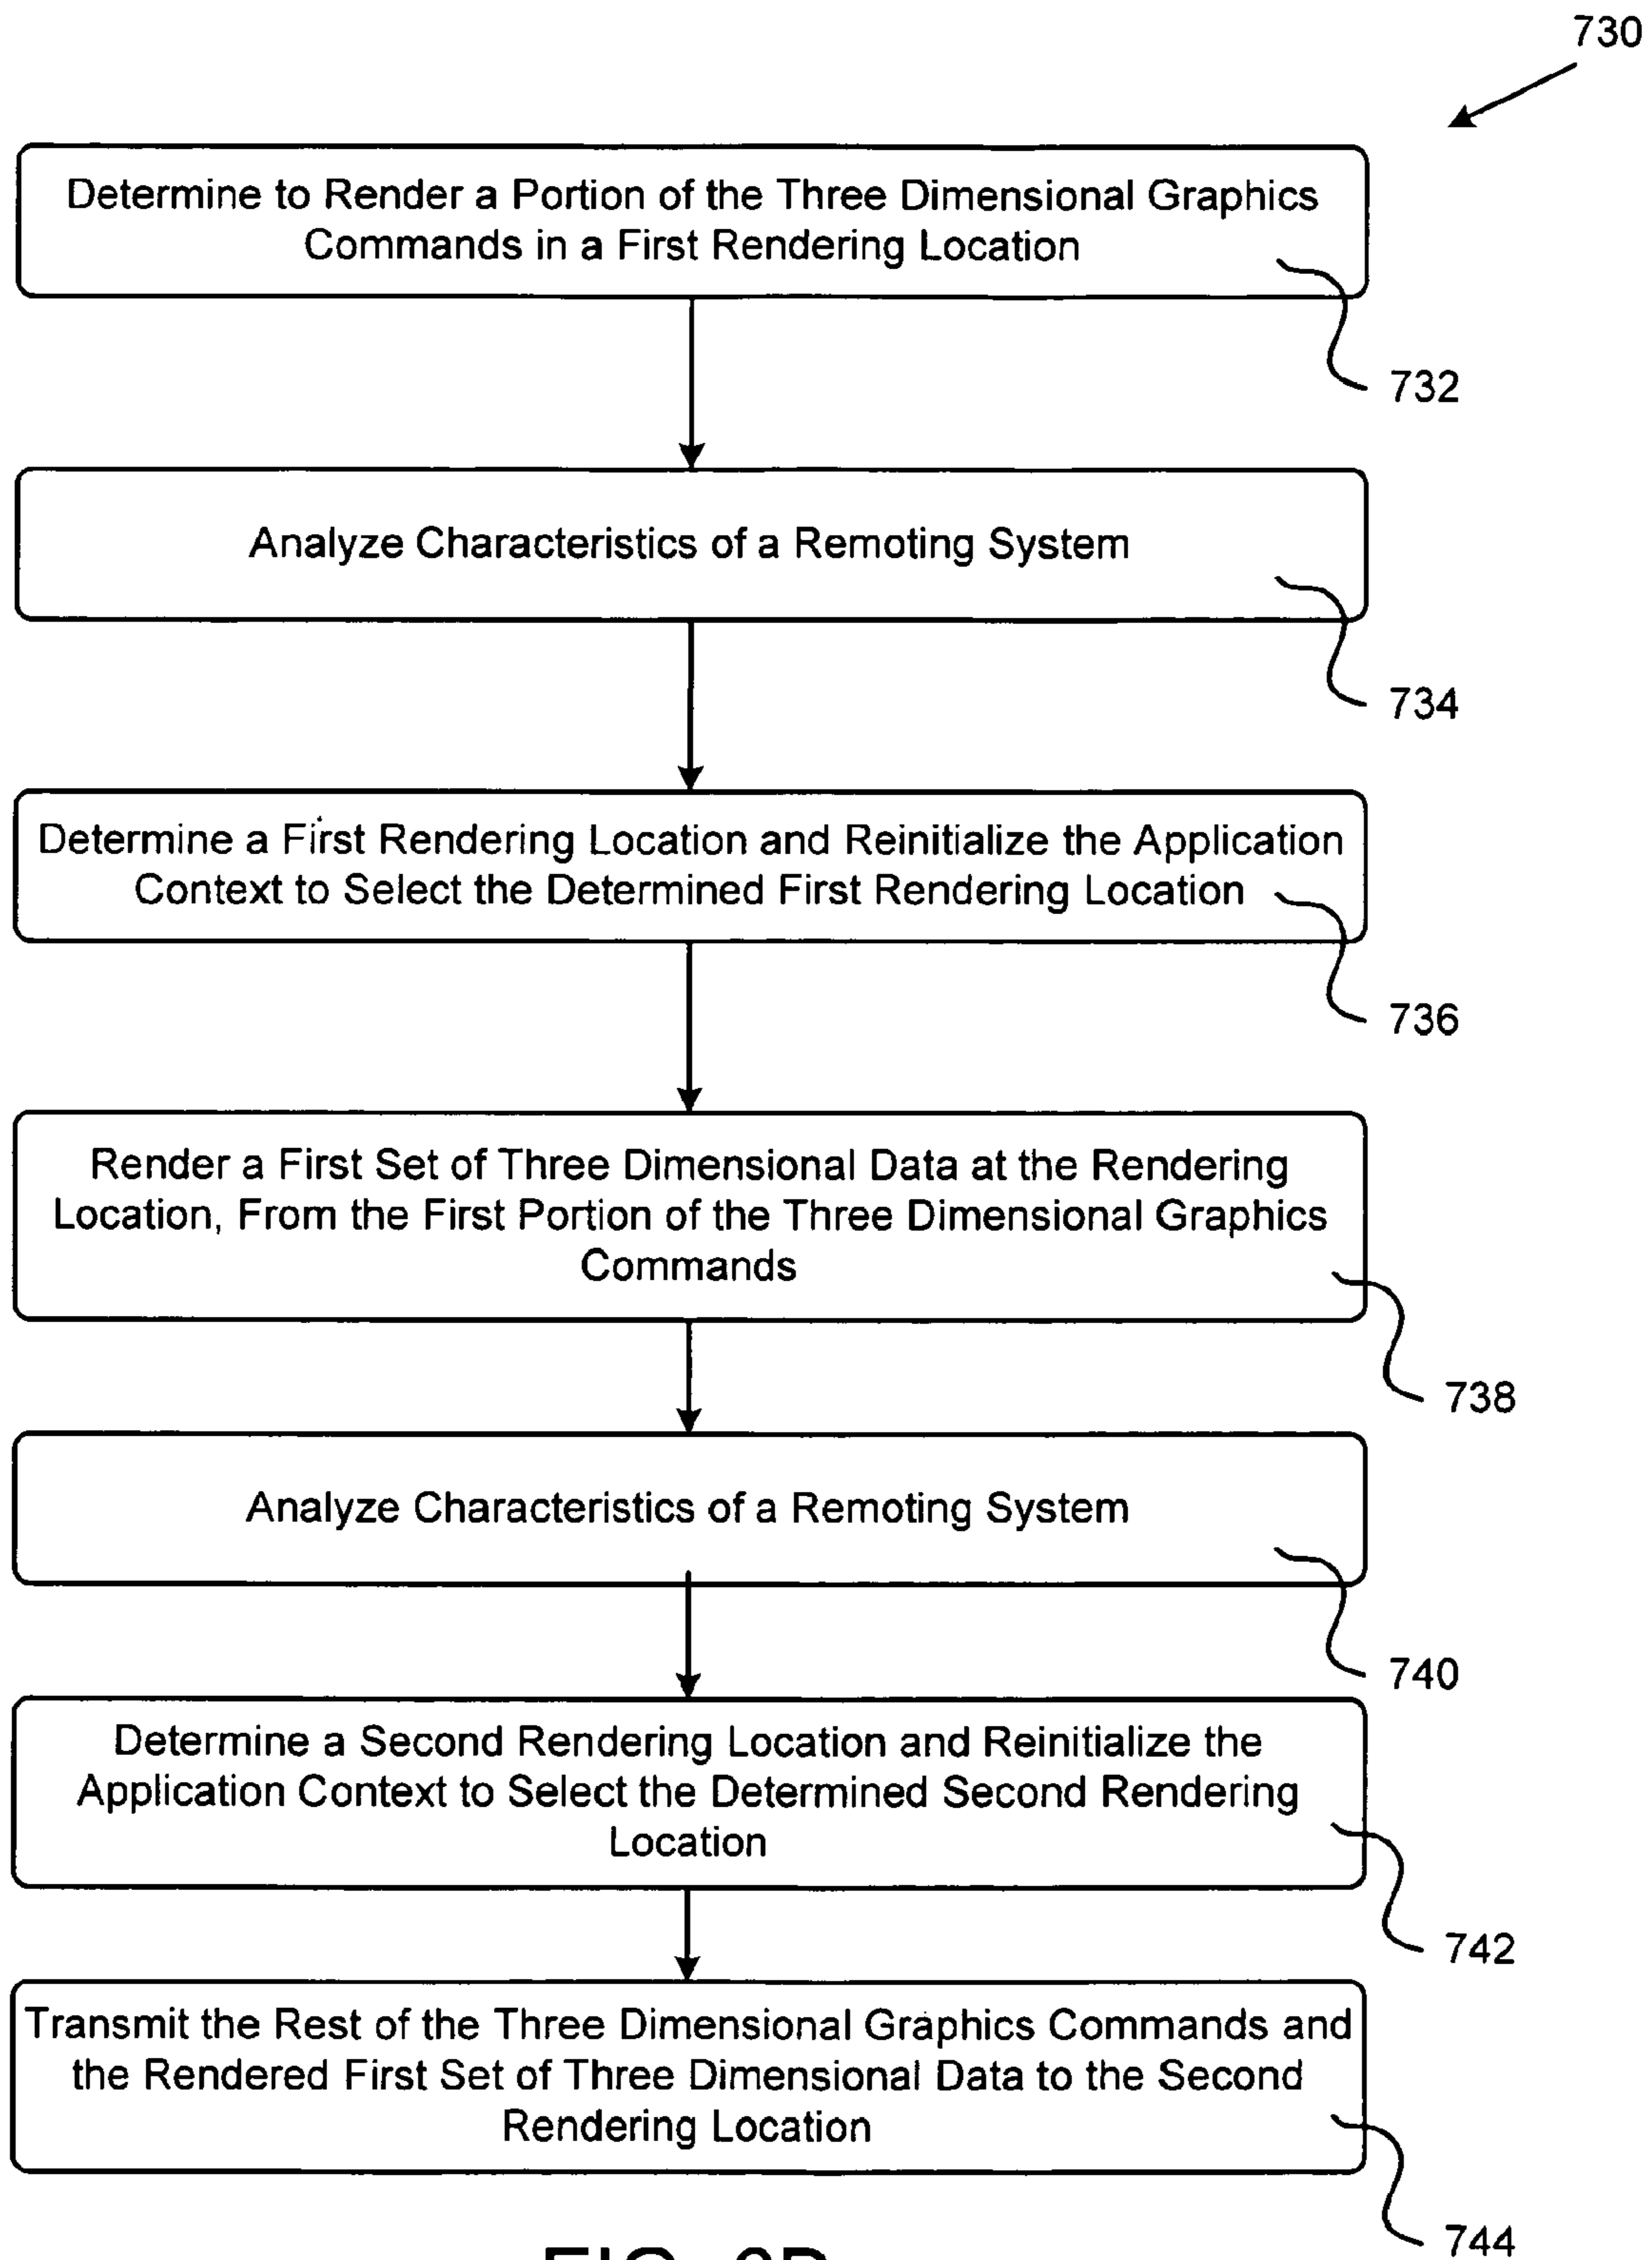 730
Determine to Render a Portion of the Three Dimensional Graphics
Commands in a First Rendering Location
732
Analyze Characteristics of a Remoting System
734
Determine a First Rendering Location and Reinitialize the Application
Context to Select the Determined First Rendering Location
736
Render a First Set of Three Dimensional Data at the Rendering
Location, From the First Portion of the Three Dimensional Graphics
Commands
738
Analyze Characteristics of a Remoting System
740
Determine a Second Rendering Location and Reinitialize the
Application Context to Select the Determined Second Rendering
Location
742
Transmit the Rest of the Three Dimensional Graphics Commands and
the Rendered First Set of Three Dimensional Data to the Second
Rendering Location
744
FIG.